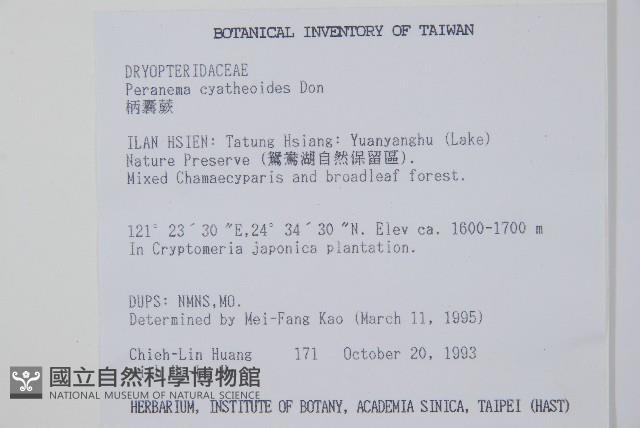 BOTANICAL INVENTORY OF TAIWAN
DRYOPTERIDACEAE
Peranema cyatheoides Don
柄囊蕨
ILAN HSIEN: Tatung Hsiang: Yuanyanghu (Lake)
Nature Preserve (鴛鴦湖自然保留區).
Mixed Chamaecyparis and broadleaf forest.
121° 23´30 ″E,24° 34´30 ″N. Elev ca. 1600-1700 m
In Cryptomeria japonica plantation.
DUPS: NMNS,MO.
Determined by Mei-Fang Kao (March 11, 1995)
Chieh-Lin Huang 171 October 20, 1993
國立自然科學博物館
NATIONAL MUSEUM OF NATURAL SCIENCE
HERBARIUM, INSTITUTE OF BOTANY, ACADEMIA SINICA, TAIPEI (HAST)